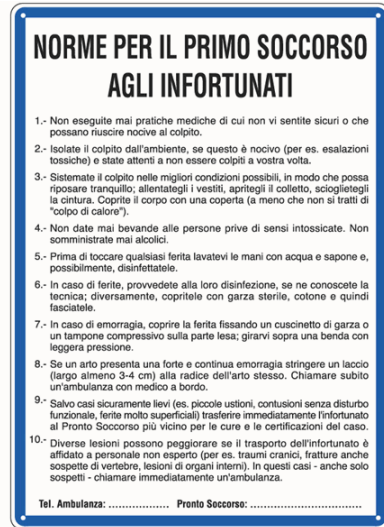 NORME PER IL PRIMO SOCCORSO
AGLI INFORTUNATI
1.- Non eseguite mai pratiche mediche di cui non vi sentite sicuri o che
possano riuscire nocive al colpito.
2.- Isolate il colpito dall'ambiente, se questo è nocivo (per es. esalazioni
tossiche) e state attenti a non essere colpiti a vostra volta.
3.- Sistemate il colpito nelle migliori condizioni possibili, in modo che possa
riposare tranquillo; allentategli i vestiti, apritegli il colletto, scioglietegli
la cintura. Coprite il corpo con una coperta (a meno che non si tratti di
"colpo di calore").
4.- Non date mai bevande alle persone prive di sensi intossicate. Non
somministrate mai alcolici.
5.- Prima di toccare qualsiasi ferita lavatevi le mani con acqua e sapone e,
possibilmente, disinfettatele.
6.- In caso di ferite, provvedete alla loro disinfezione, se ne conoscete la
tecnica; diversamente, copritele con garza sterile, cotone e quindi
fasciatele.
7.- In caso di emorragia, coprire la ferita fissando un cuscinetto di garza o
un tampone compressivo sulla parte lesa; girarvi sopra una benda con
leggera pressione.
8.- Se un arto presenta una forte e continua emorragia stringere un laccio
(largo almeno 3-4 cm) alla radice dell'arto stesso. Chiamare subito
un'ambulanza con medico a bordo.
9.- Salvo casi sicuramente lievi (es. piccole ustioni, contusioni senza disturbo
funzionale, ferite molto superficiali) trasferire immediatamente l'infortunato
al Pronto Soccorso più vicino per le cure e le certificazioni del caso.
10.- Diverse lesioni possono peggiorare se il trasporto dell'infortunato è
affidato a personale non esperto (per es. traumi cranici, fratture anche
sospette di vertebre, lesioni di organi interni). In questi casi - anche solo
sospetti - chiamare immediatamente un'ambulanza.
Tel. Ambulanza: .................. Pronto Soccorso: .................................